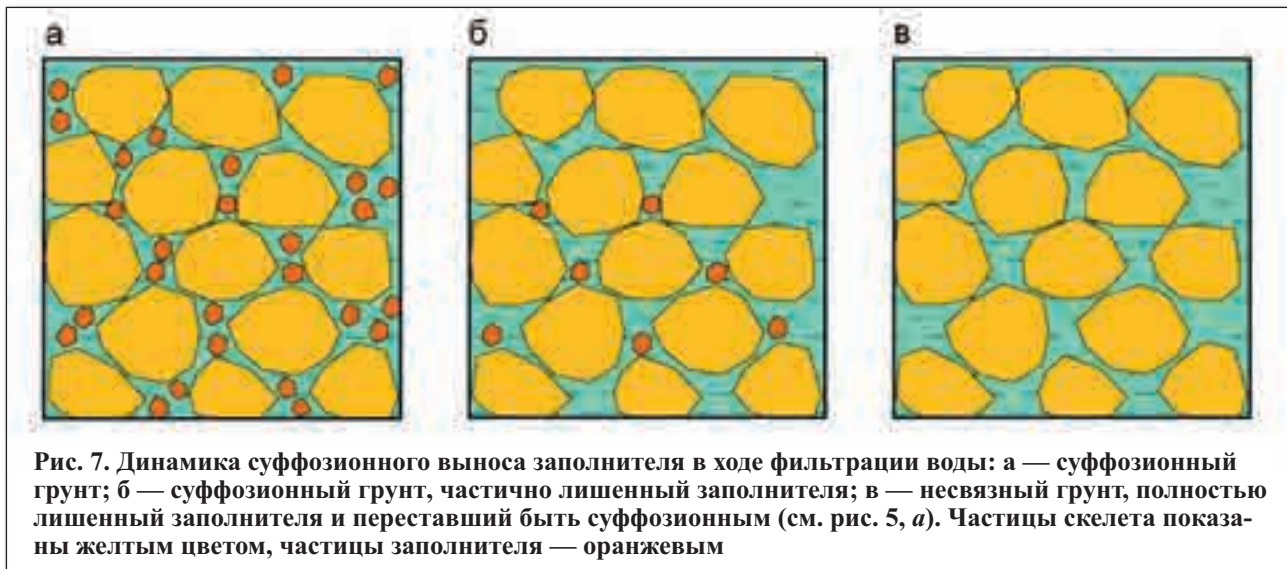 а б в
Рис. 7. Динамика суффозионного выноса заполнителя в ходе фильтрации воды: а — суффозионный
грунт; б — суффозионный грунт, частично лишенный заполнителя; в — несвязный грунт, полностью
лишенный заполнителя и переставший быть суффозионным (см. рис. 5, а). Частицы скелета показа-
ны желтым цветом, частицы заполнителя — оранжевым